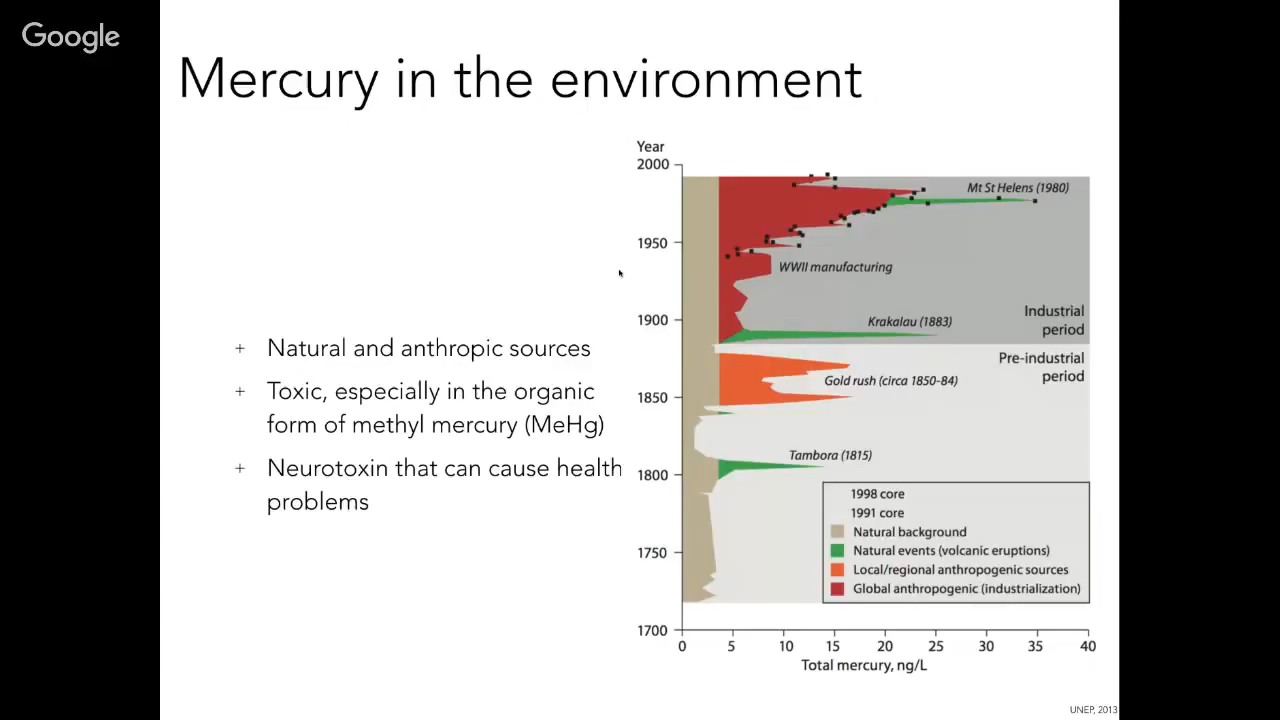 Google
Mercury in the environment
+ Natural and anthropic sources
+ Toxic, especially in the organic
form of methyl mercury (MeHg)
+ Neurotoxin that can cause health
problems
Year
2000
1950
1900
1850
1800
1750
1700
Mt St Helens (1980)
WWII manufacturing
Krakalau (1883)
Industrial
period
Pre-industrial
period
Gold rush (circa 1850-84)
Tambora (1815)
1998 core
1991 core
Natural background
Natural events (volcanic eruptions)
Local/regional anthropogenic sources
Global anthropogenic (industrialization)
0 5 10 15 20 25 30 35 40
Total mercury, ng/L
UNEP, 2013